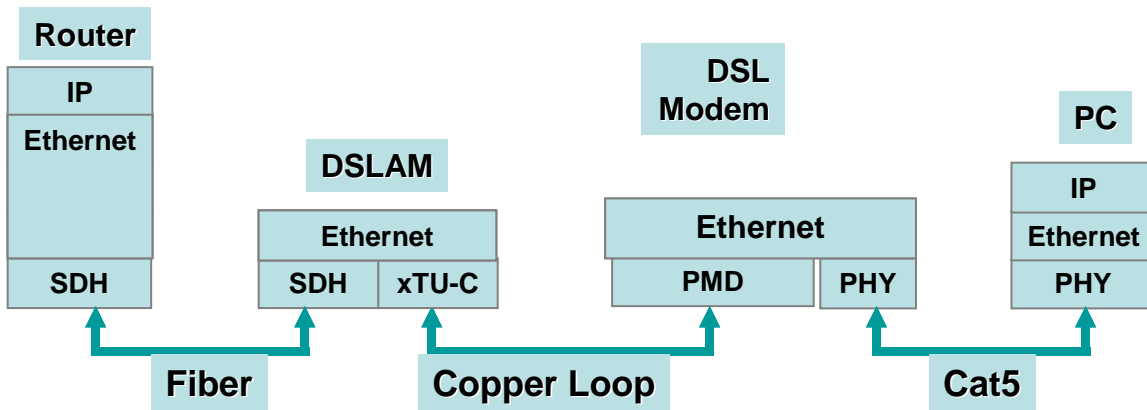 Router
IP
Ethernet
SDH
DSLAM
Ethernet
SDH
xTU-C
DSL
Modem
Ethernet
PMD
PHY
PC
IP
Ethernet
PHY
Fiber
Copper Loop
Cat5